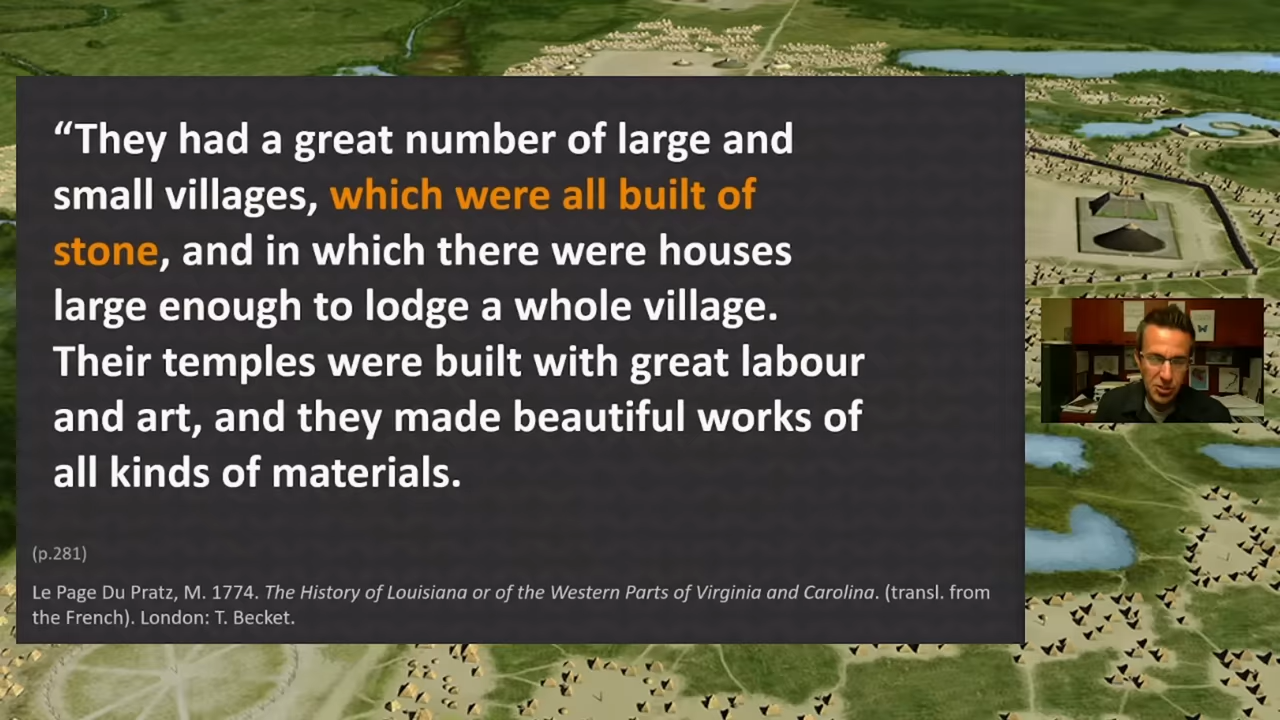 “They had a great number of large and
small villages, which were all built of
stone, and in which there were houses
large enough to lodge a whole village.
Their temples were built with great labour
and art, and they made beautiful works of
all kinds of materials.
(p.281)
Le Page Du Pratz, M. 1774. The History of Louisiana or of the Western Parts of Virginia and Carolina. (transl. from
the French). London: T. Becket.